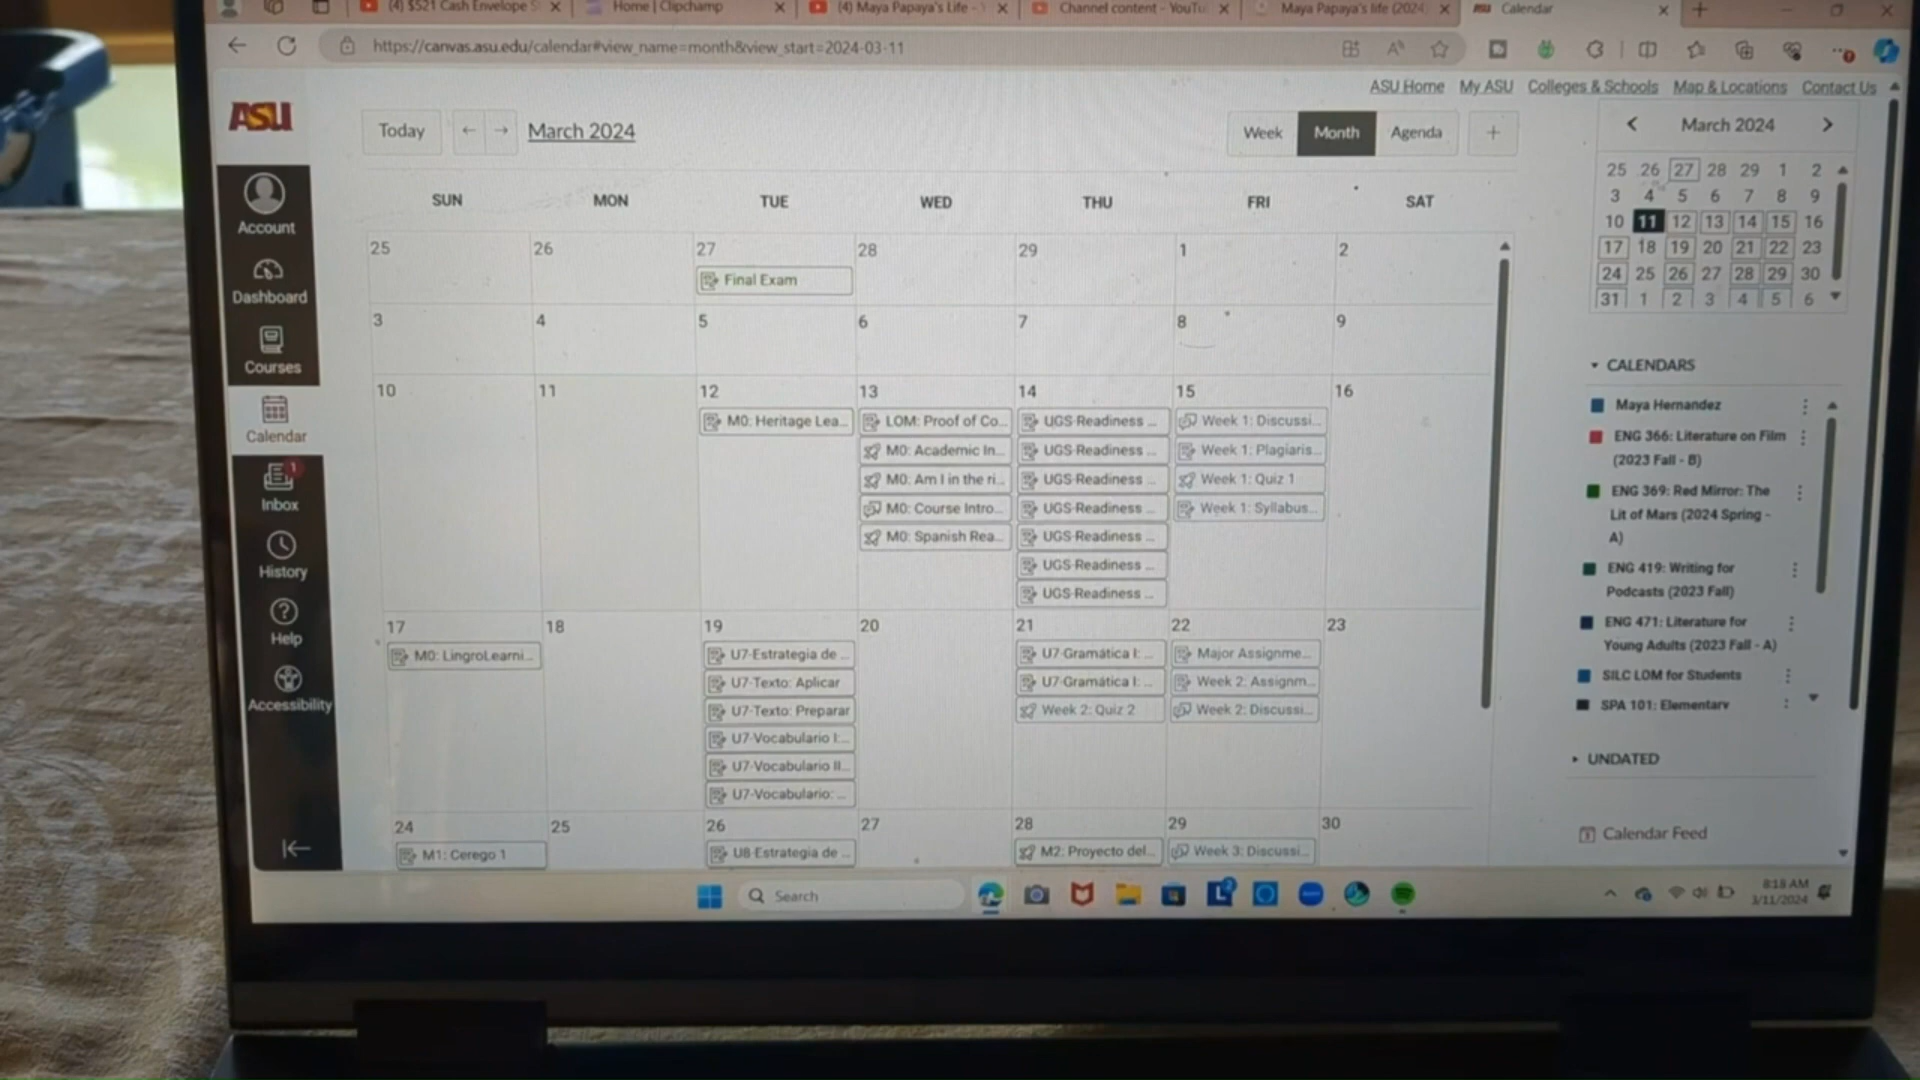 (4) $521 Cash Envelope S
Home | Clipchamp
(4) Maya Papaya's Life - Y
Channel content - YouTu
Maya Papaya's life (2024
ASU Calendar
https://canvas.asu.edu/calendar#view_name=month&view_start=2024-03-11
ASU Home My ASU Colleges & Schools Map & Locations Contact Us
ASU
Account
Dashboard
Courses
Calendar
1
Inbox
History
Help
Accessibility
Today ← → March 2024
Week Month Agenda +
SUN MON TUE WED THU FRI SAT
25 26 27 28 29 1 2
Final Exam
3 4 5 6 7 8 9
10 11 12 13 14 15 16
M0: Heritage Lea...
LOM: Proof of Co...
M0: Academic In...
M0: Am I in the ri...
M0: Course Intro...
M0: Spanish Rea...
UGS-Readiness ...
UGS-Readiness ...
UGS-Readiness ...
UGS-Readiness ...
UGS-Readiness ...
UGS-Readiness ...
UGS-Readiness ...
Week 1: Discussi...
Week 1: Plagiaris...
Week 1: Quiz 1
Week 1: Syllabus...
17 18 19 20 21 22 23
M0: LingroLearni...
U7-Estrategia de ...
U7-Texto: Aplicar
U7-Texto: Preparar
U7-Vocabulario I:...
U7-Vocabulario II...
U7-Vocabulario: ...
U7-Gramática I: ...
U7-Gramática I: ...
Week 2: Quiz 2
Major Assignme...
Week 2: Assignm...
Week 2: Discussi...
24 25 26 27 28 29 30
M1: Cerego 1
U8-Estrategia de ...
M2: Proyecto del...
Week 3: Discussi...
March 2024
25 26 27 28 29 1 2
3 4 5 6 7 8 9
10 11 12 13 14 15 16
17 18 19 20 21 22 23
24 25 26 27 28 29 30
31 1 2 3 4 5 6
CALENDARS
Maya Hernandez
ENG 366: Literature on Film
(2023 Fall - B)
ENG 369: Red Mirror: The
Lit of Mars (2024 Spring -
A)
ENG 419: Writing for
Podcasts (2023 Fall)
ENG 471: Literature for
Young Adults (2023 Fall - A)
SILC LOM for Students
SPA 101: Elementary
UNDATED
Calendar Feed
Search
8:18 AM
3/11/2024